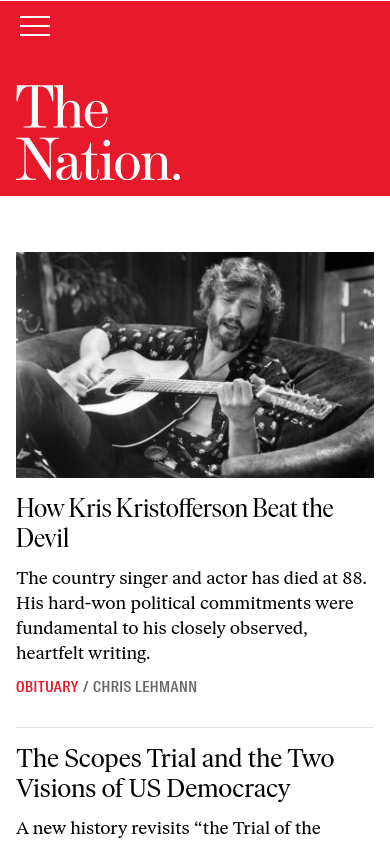 The
Nation.
How Kris Kristofferson Beat the
Devil
The country singer and actor has died at 88.
His hard-won political commitments were
fundamental to his closely observed,
heartfelt writing.
OBITUARY / CHRIS LEHMANN
The Scopes Trial and the Two
Visions of US Democracy
A new history revisits “the Trial of the